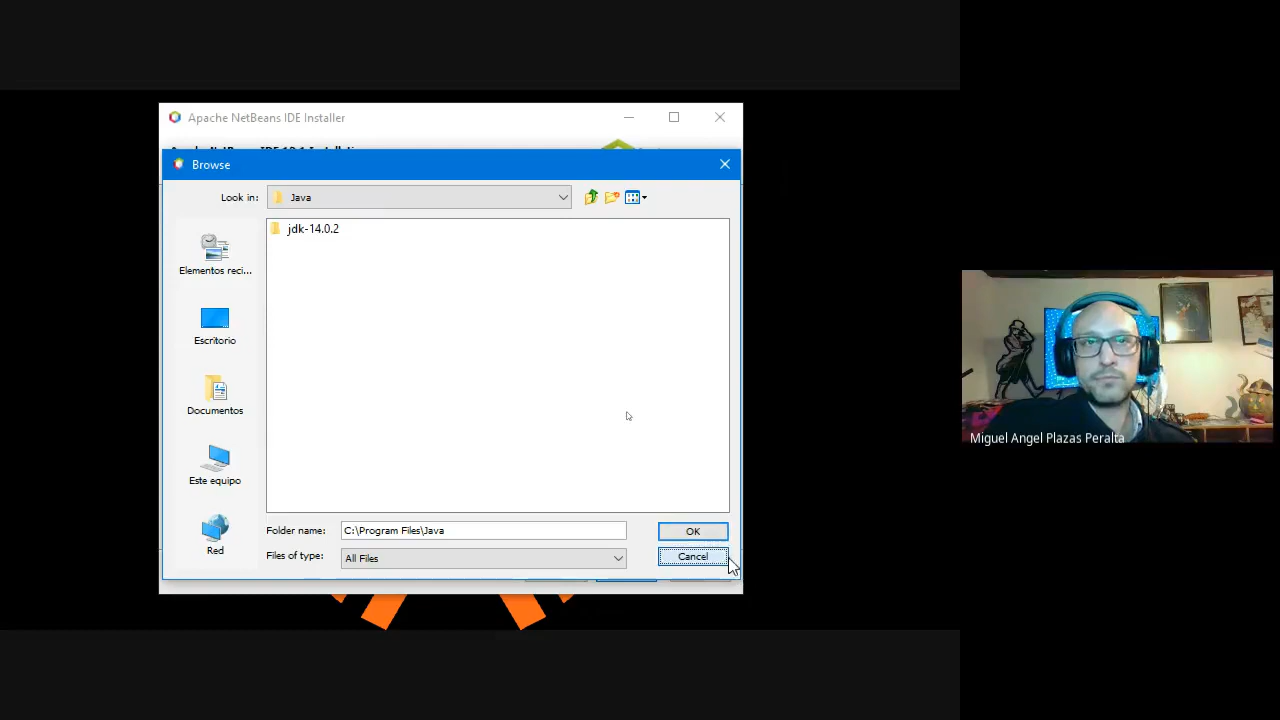 Apache NetBeans IDE Installer
Browse
Look in:
Java
jdk-14.0.2
Elementos reci...
Escritorio
Documentos
Este equipo
Red
Folder name:
C:\Program Files\Java
OK
Files of type:
All Files
Cancel
Miguel Angel Plazas Peralta